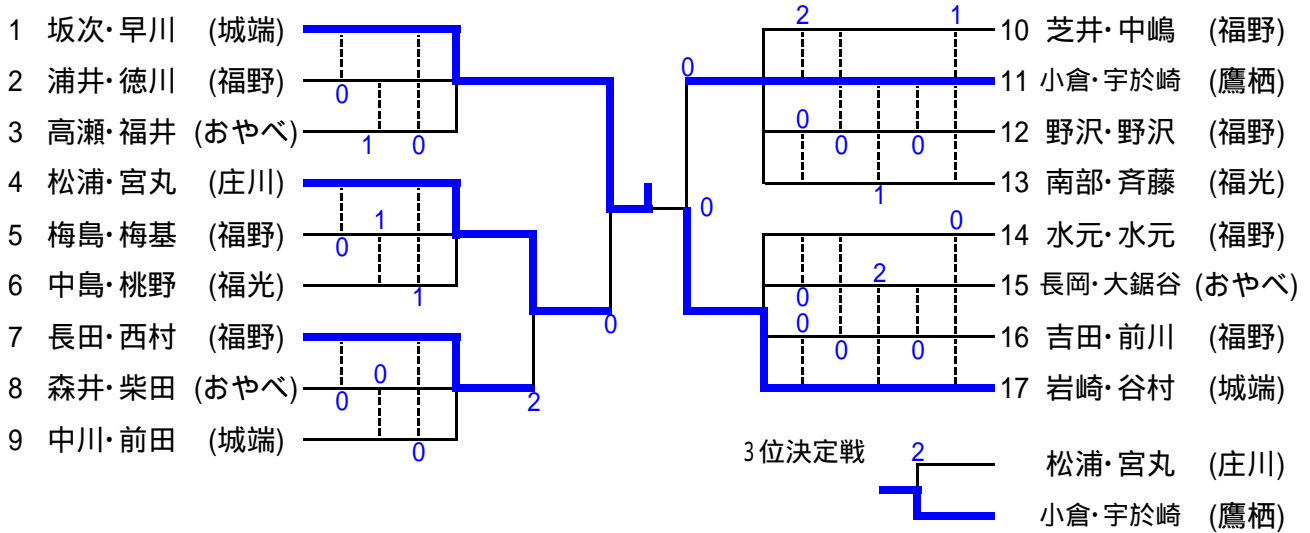 1 坂次・早川 (城端)
2 浦井・徳川 (福野)
3 高瀬・福井 (おやべ)
4 松浦・宮丸 (庄川)
5 梅島・梅基 (福野)
6 中島・桃野 (福光)
7 長田・西村 (福野)
8 森井・柴田 (おやべ)
9 中川・前田 (城端)
0
1 0
1
0
1
0
0
0
2
0
0
0
2 1
0
0 0
1
0
2
0
0
0 0
10 芝井・中嶋 (福野)
11 小倉・宇於崎 (鷹栖)
12 野沢・野沢 (福野)
13 南部・斉藤 (福光)
14 水元・水元 (福野)
15 長岡・大鋸谷 (おやべ)
16 吉田・前川 (福野)
17 岩崎・谷村 (城端)
3位決定戦
2
松浦・宮丸 (庄川)
小倉・宇於崎 (鷹栖)